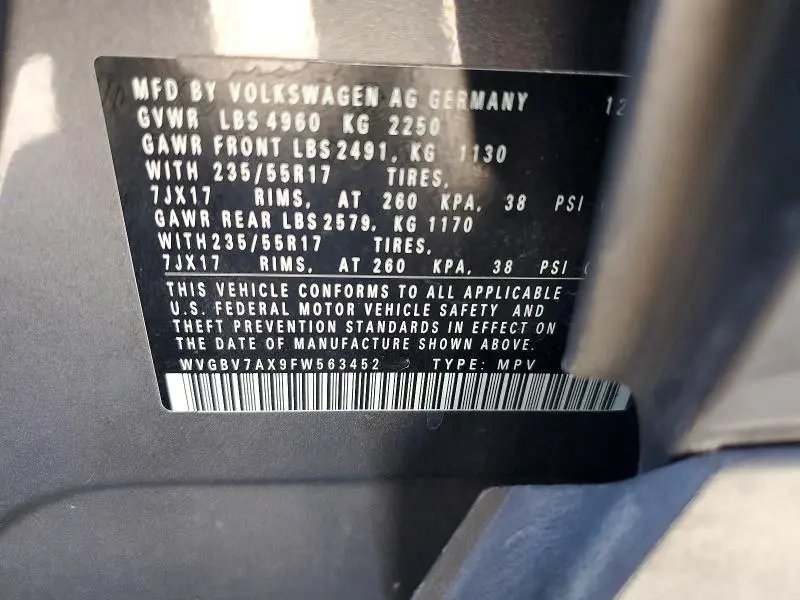 MFD BY VOLKSWAGEN AG GERMANY 12
GVWR LBS 4960 KG 2250
GAWR FRONT LBS 2491, KG 1130
WITH 235/55R17 TIRES,
7JX17 RIMS, AT 260 KPA, 38 PSI (
GAWR REAR LBS 2579, KG 1170
WITH 235/55R17 TIRES,
7JX17 RIMS, AT 260 KPA, 38 PSI (
THIS VEHICLE CONFORMS TO ALL APPLICABLE
U.S. FEDERAL MOTOR VEHICLE SAFETY AND
THEFT PREVENTION STANDARDS IN EFFECT ON
THE DATE OF MANUFACTURE SHOWN ABOVE.
WVGBV7AX9FW563452 TYPE: MPV